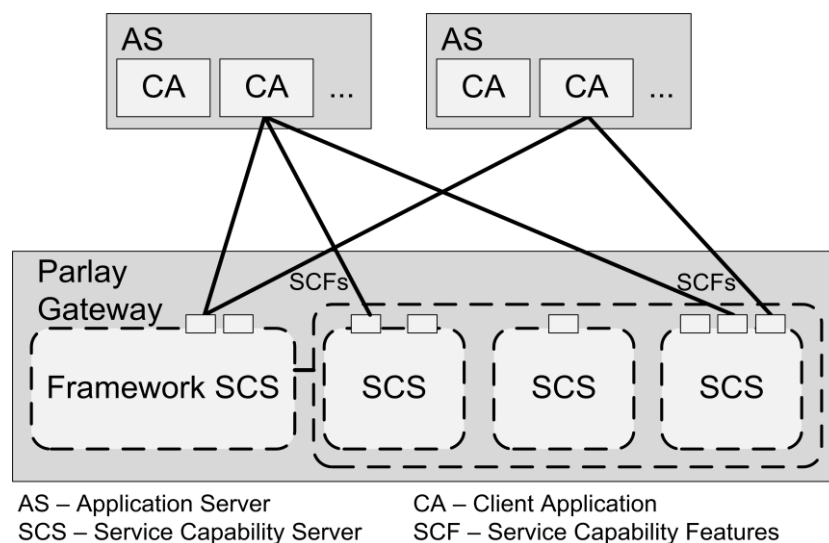 AS
CA
CA
...
AS
CA
CA
...
Parlay
Gateway
SCFs
SCFs
Framework SCS
SCS
SCS
SCS
AS – Application Server
CA – Client Application
SCS – Service Capability Server
SCF – Service Capability Features